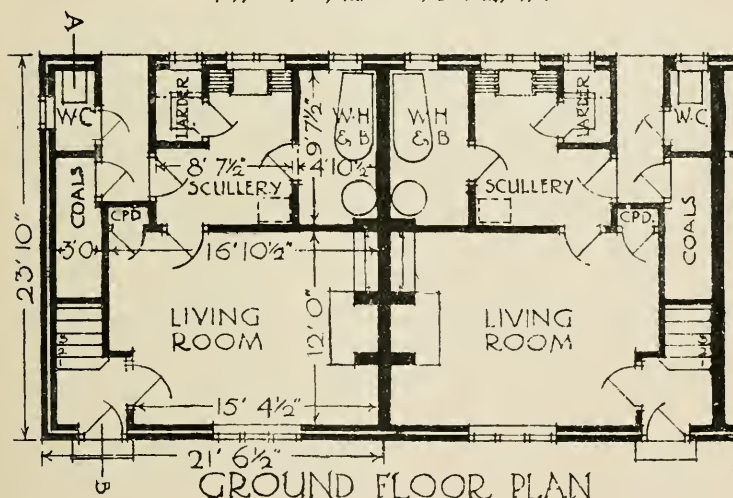 A
W.C
LARDER
W.H
& B
W.H
& B
LARDER
W.C
9' 7½"
8' 7½"
4' 10½"
SCULLERY
SCULLERY
COALS
COALS
CPD.
CPD.
3'0
16' 10½"
23' 10"
LIVING
ROOM
12' 0"
LIVING
ROOM
15' 4½"
21' 6½"
B
GROUND FLOOR PLAN